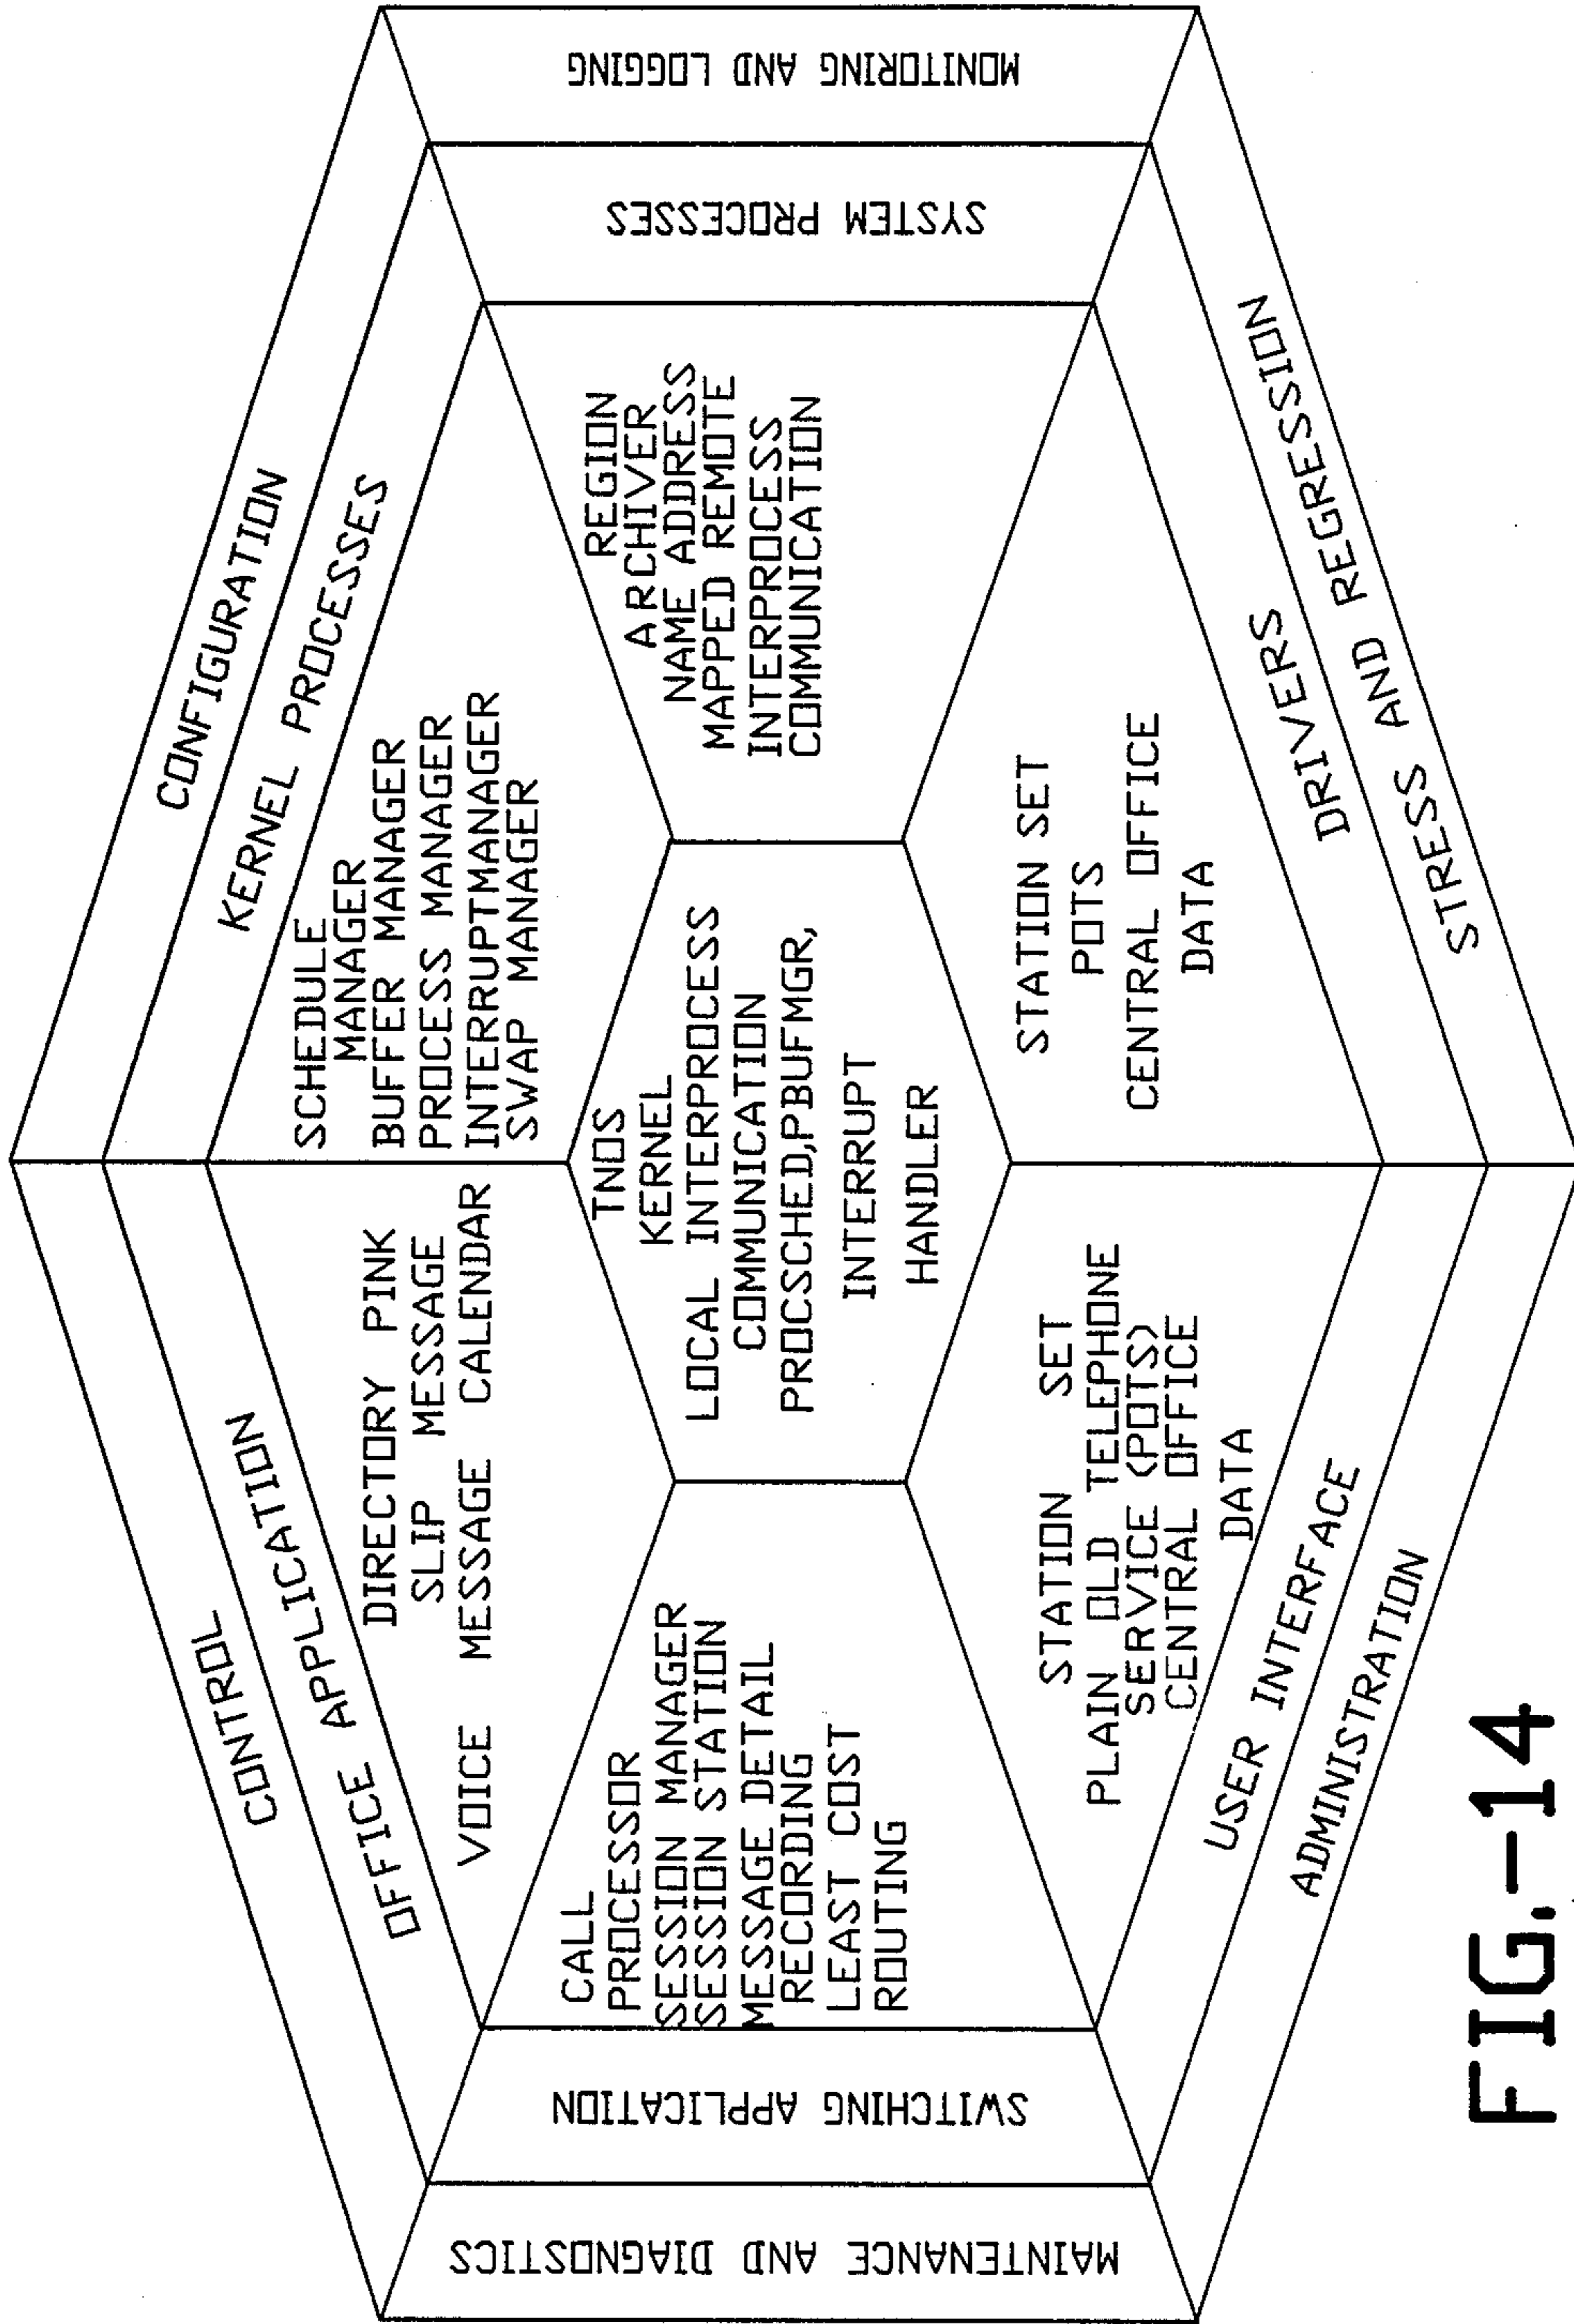 CONTROL
OFFICE APPLICATION
DIRECTORY PINK
SLIP MESSAGE
VOICE MESSAGE CALENDAR
CONFIGURATION
KERNEL PROCESSES
SCHEDULE
MANAGER
BUFFER MANAGER
PROCESS MANAGER
INTERRUPTMANAGER
SWAP MANAGER
MAINTENANCE AND DIAGNOSTICS
SWITCHING APPLICATION
CALL
PROCESSOR
SESSION MANAGER
SESSION STATION
MESSAGE DETAIL
RECORDING
LEAST COST
ROUTING
TNOS
KERNEL
LOCAL INTERPROCESS
COMMUNICATION
PROCSCHED,PBUFMGR,
INTERRUPT
HANDLER
REGION
ARCHIVER
NAME ADDRESS
MAPPED REMOTE
INTERPROCESS
COMMUNICATION
SYSTEM PROCESSES
MONITORING AND LOGGING
STATION SET
PLAIN OLD TELEPHONE
SERVICE (POTS)
CENTRAL OFFICE
DATA
USER INTERFACE
ADMINISTRATION
STATION SET
POTS
CENTRAL OFFICE
DATA
DRIVERS
STRESS AND REGRESSION
FIG.-14